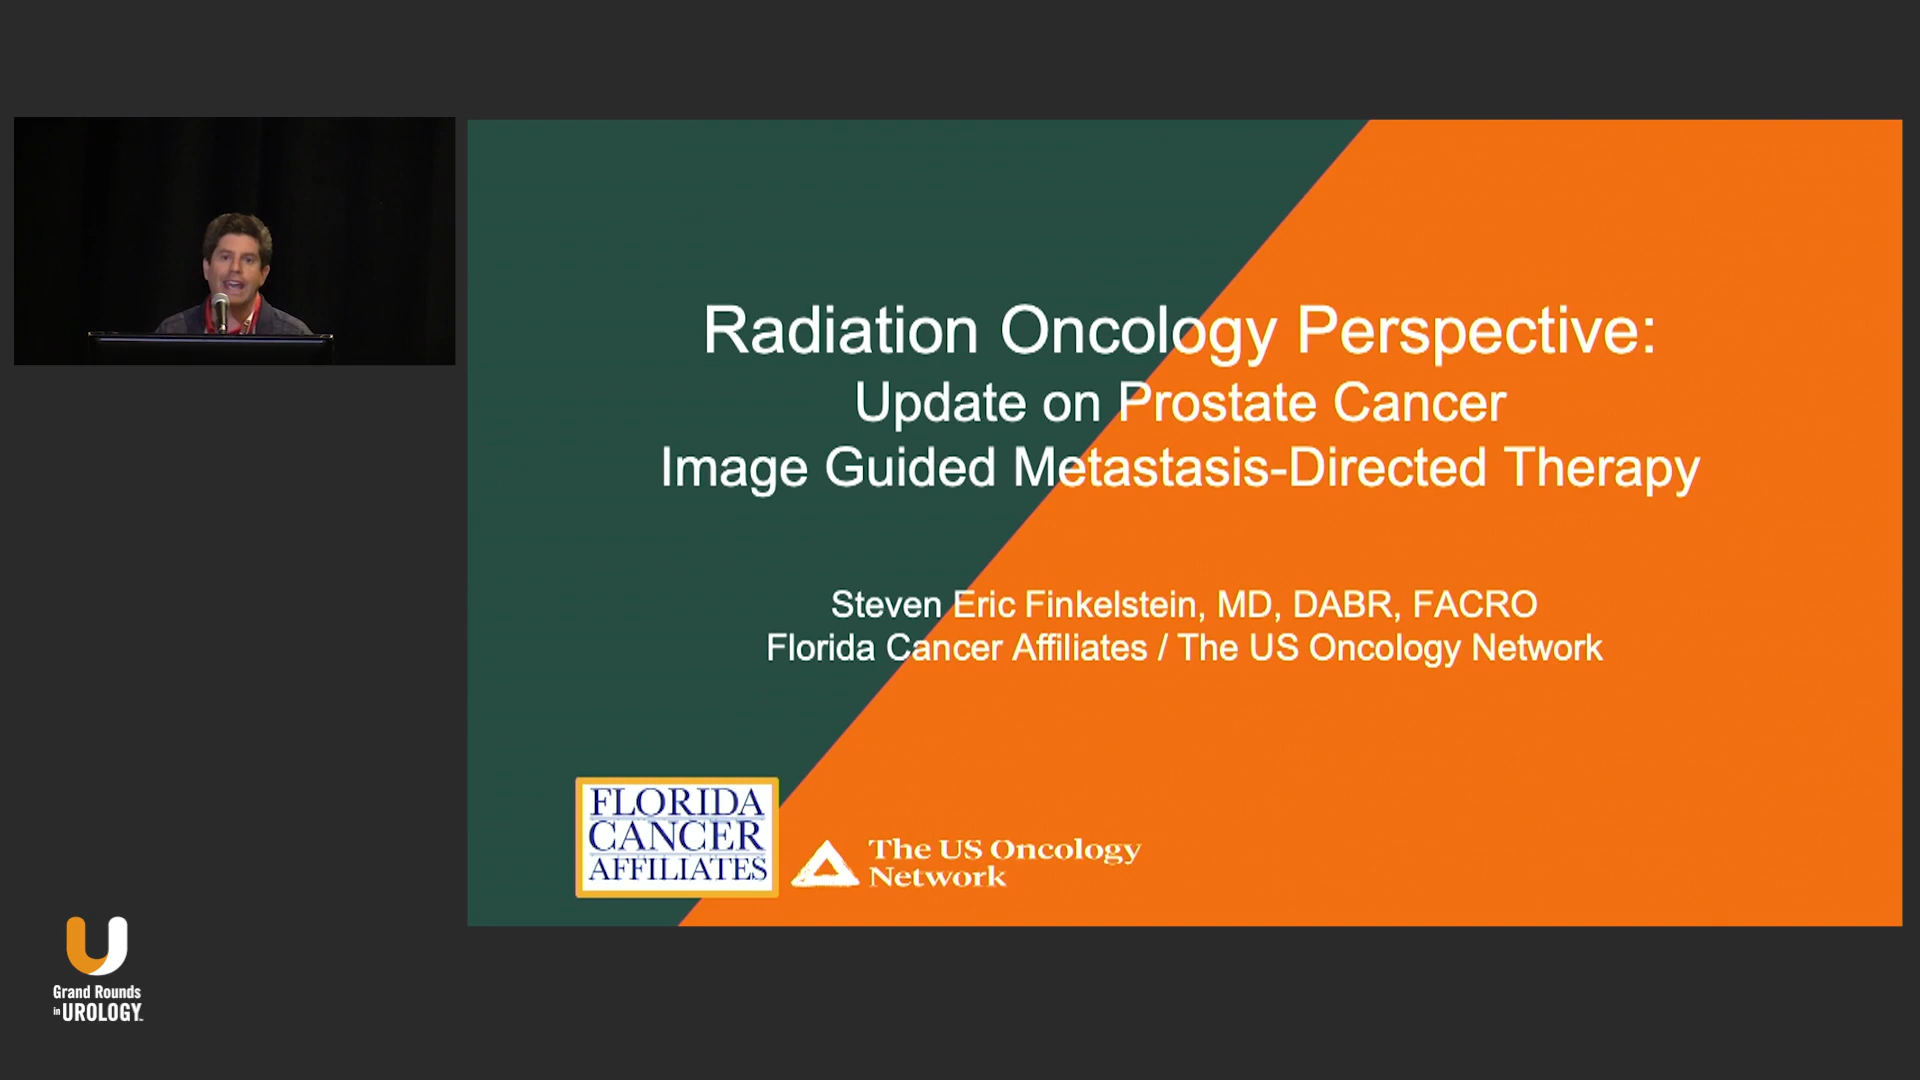 Radiation Oncology Perspective:
Update on Prostate Cancer
Image Guided Metastasis-Directed Therapy
Steven Eric Finkelstein, MD, DABR, FACRO
Florida Cancer Affiliates / The US Oncology Network
FLORIDA
CANCER
AFFILIATES
The US Oncology
Network
Grand Rounds
in UROLOGY